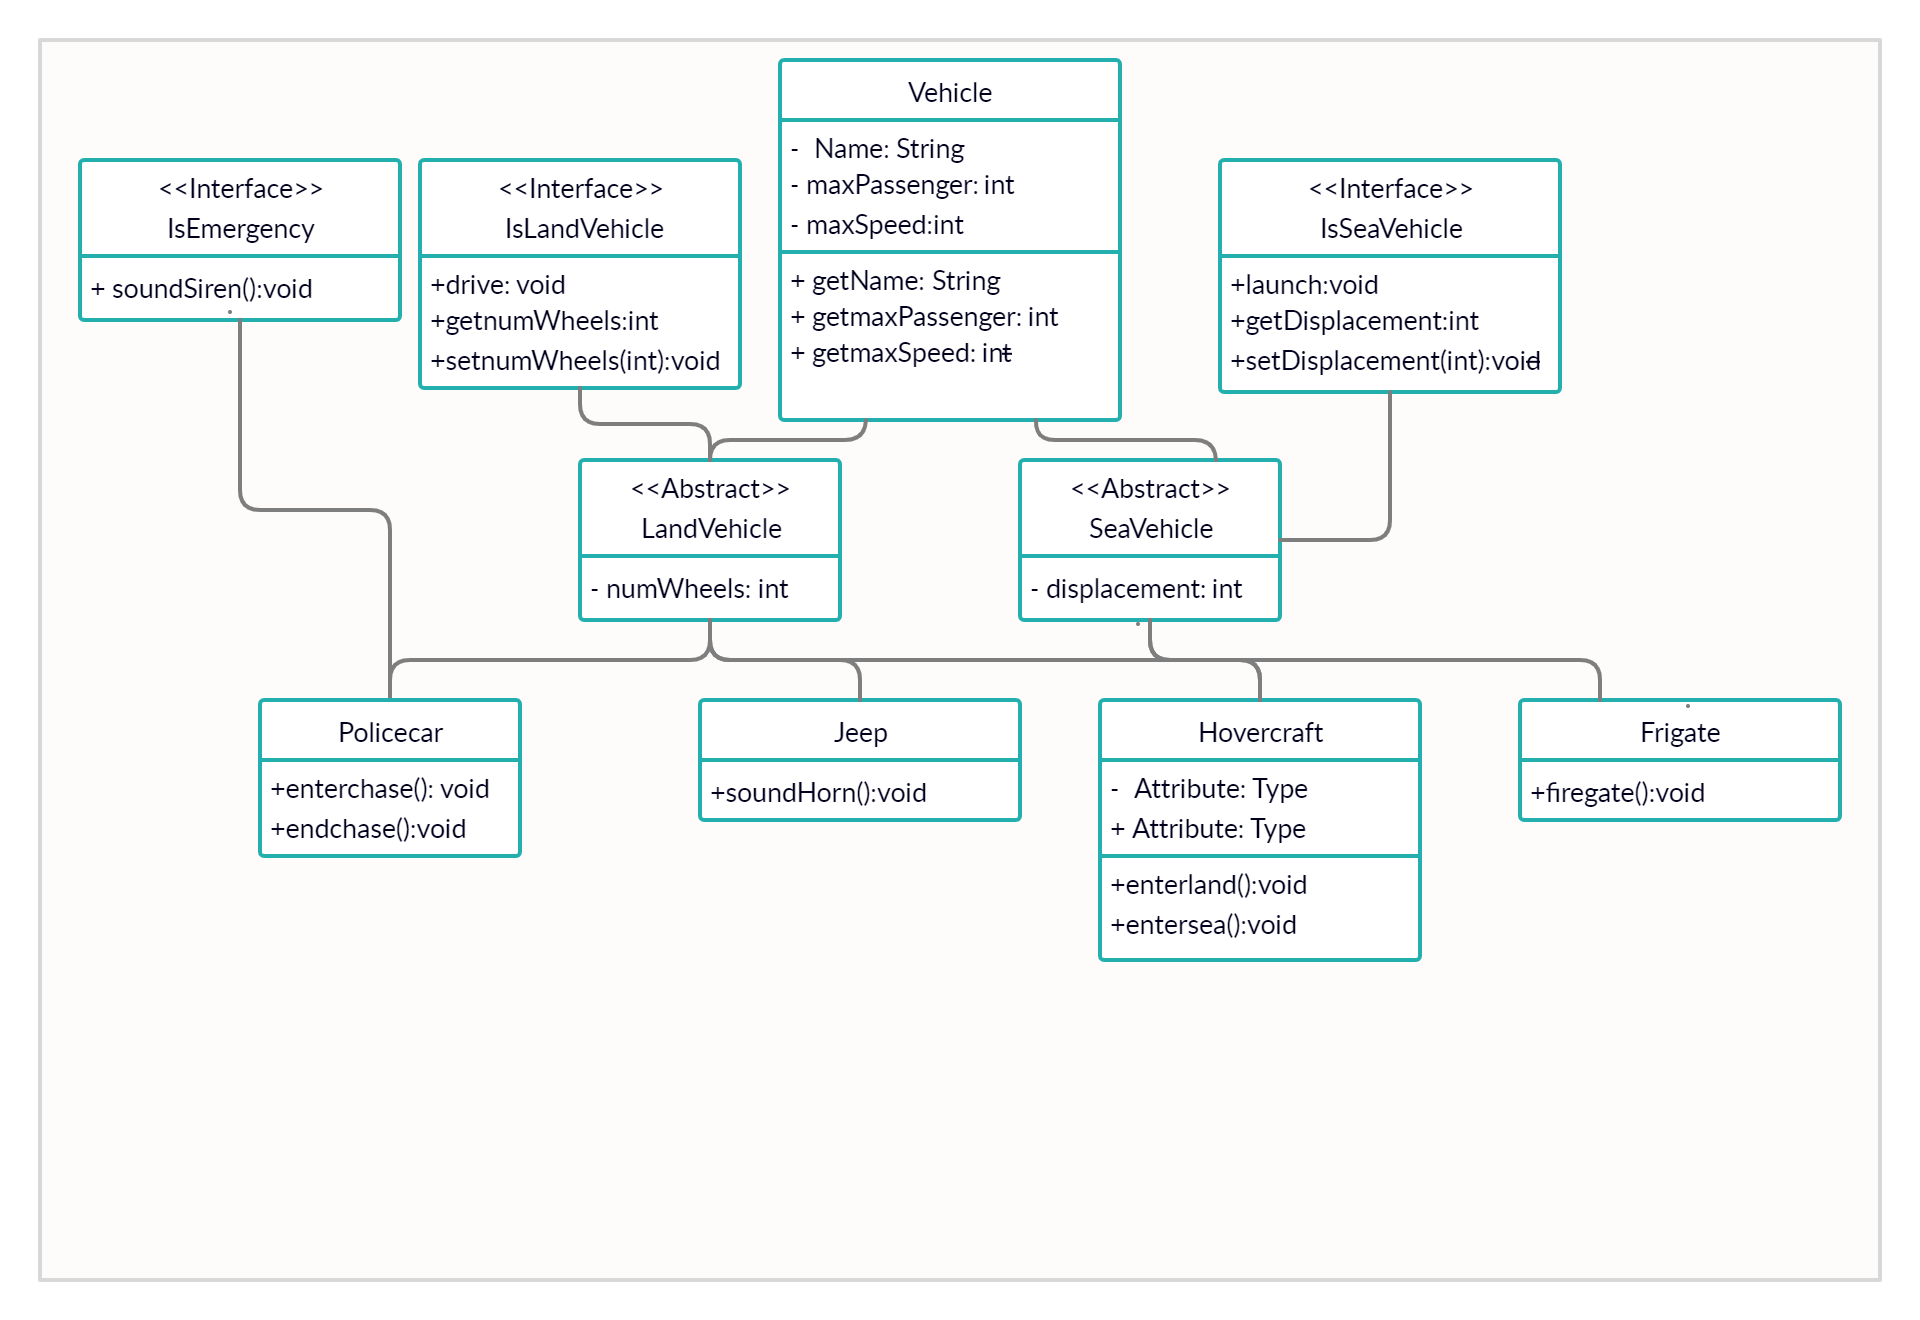 Vehicle
- Name: String
- maxPassenger: int
- maxSpeed:int
+ getName: String
+ getmaxPassenger: int
+ getmaxSpeed: int
<<Interface>>
IsEmergency
+ soundSiren():void
<<Interface>>
IsLandVehicle
+drive: void
+getnumWheels:int
+setnumWheels(int):void
<<Interface>>
IsSeaVehicle
+launch:void
+getDisplacement:int
+setDisplacement(int):void
<<Abstract>>
LandVehicle
- numWheels: int
<<Abstract>>
SeaVehicle
- displacement: int
Policecar
+enterchase(): void
+endchase():void
Jeep
+soundHorn():void
Hovercraft
- Attribute: Type
+ Attribute: Type
+enterland():void
+entersea():void
Frigate
+firegate():void